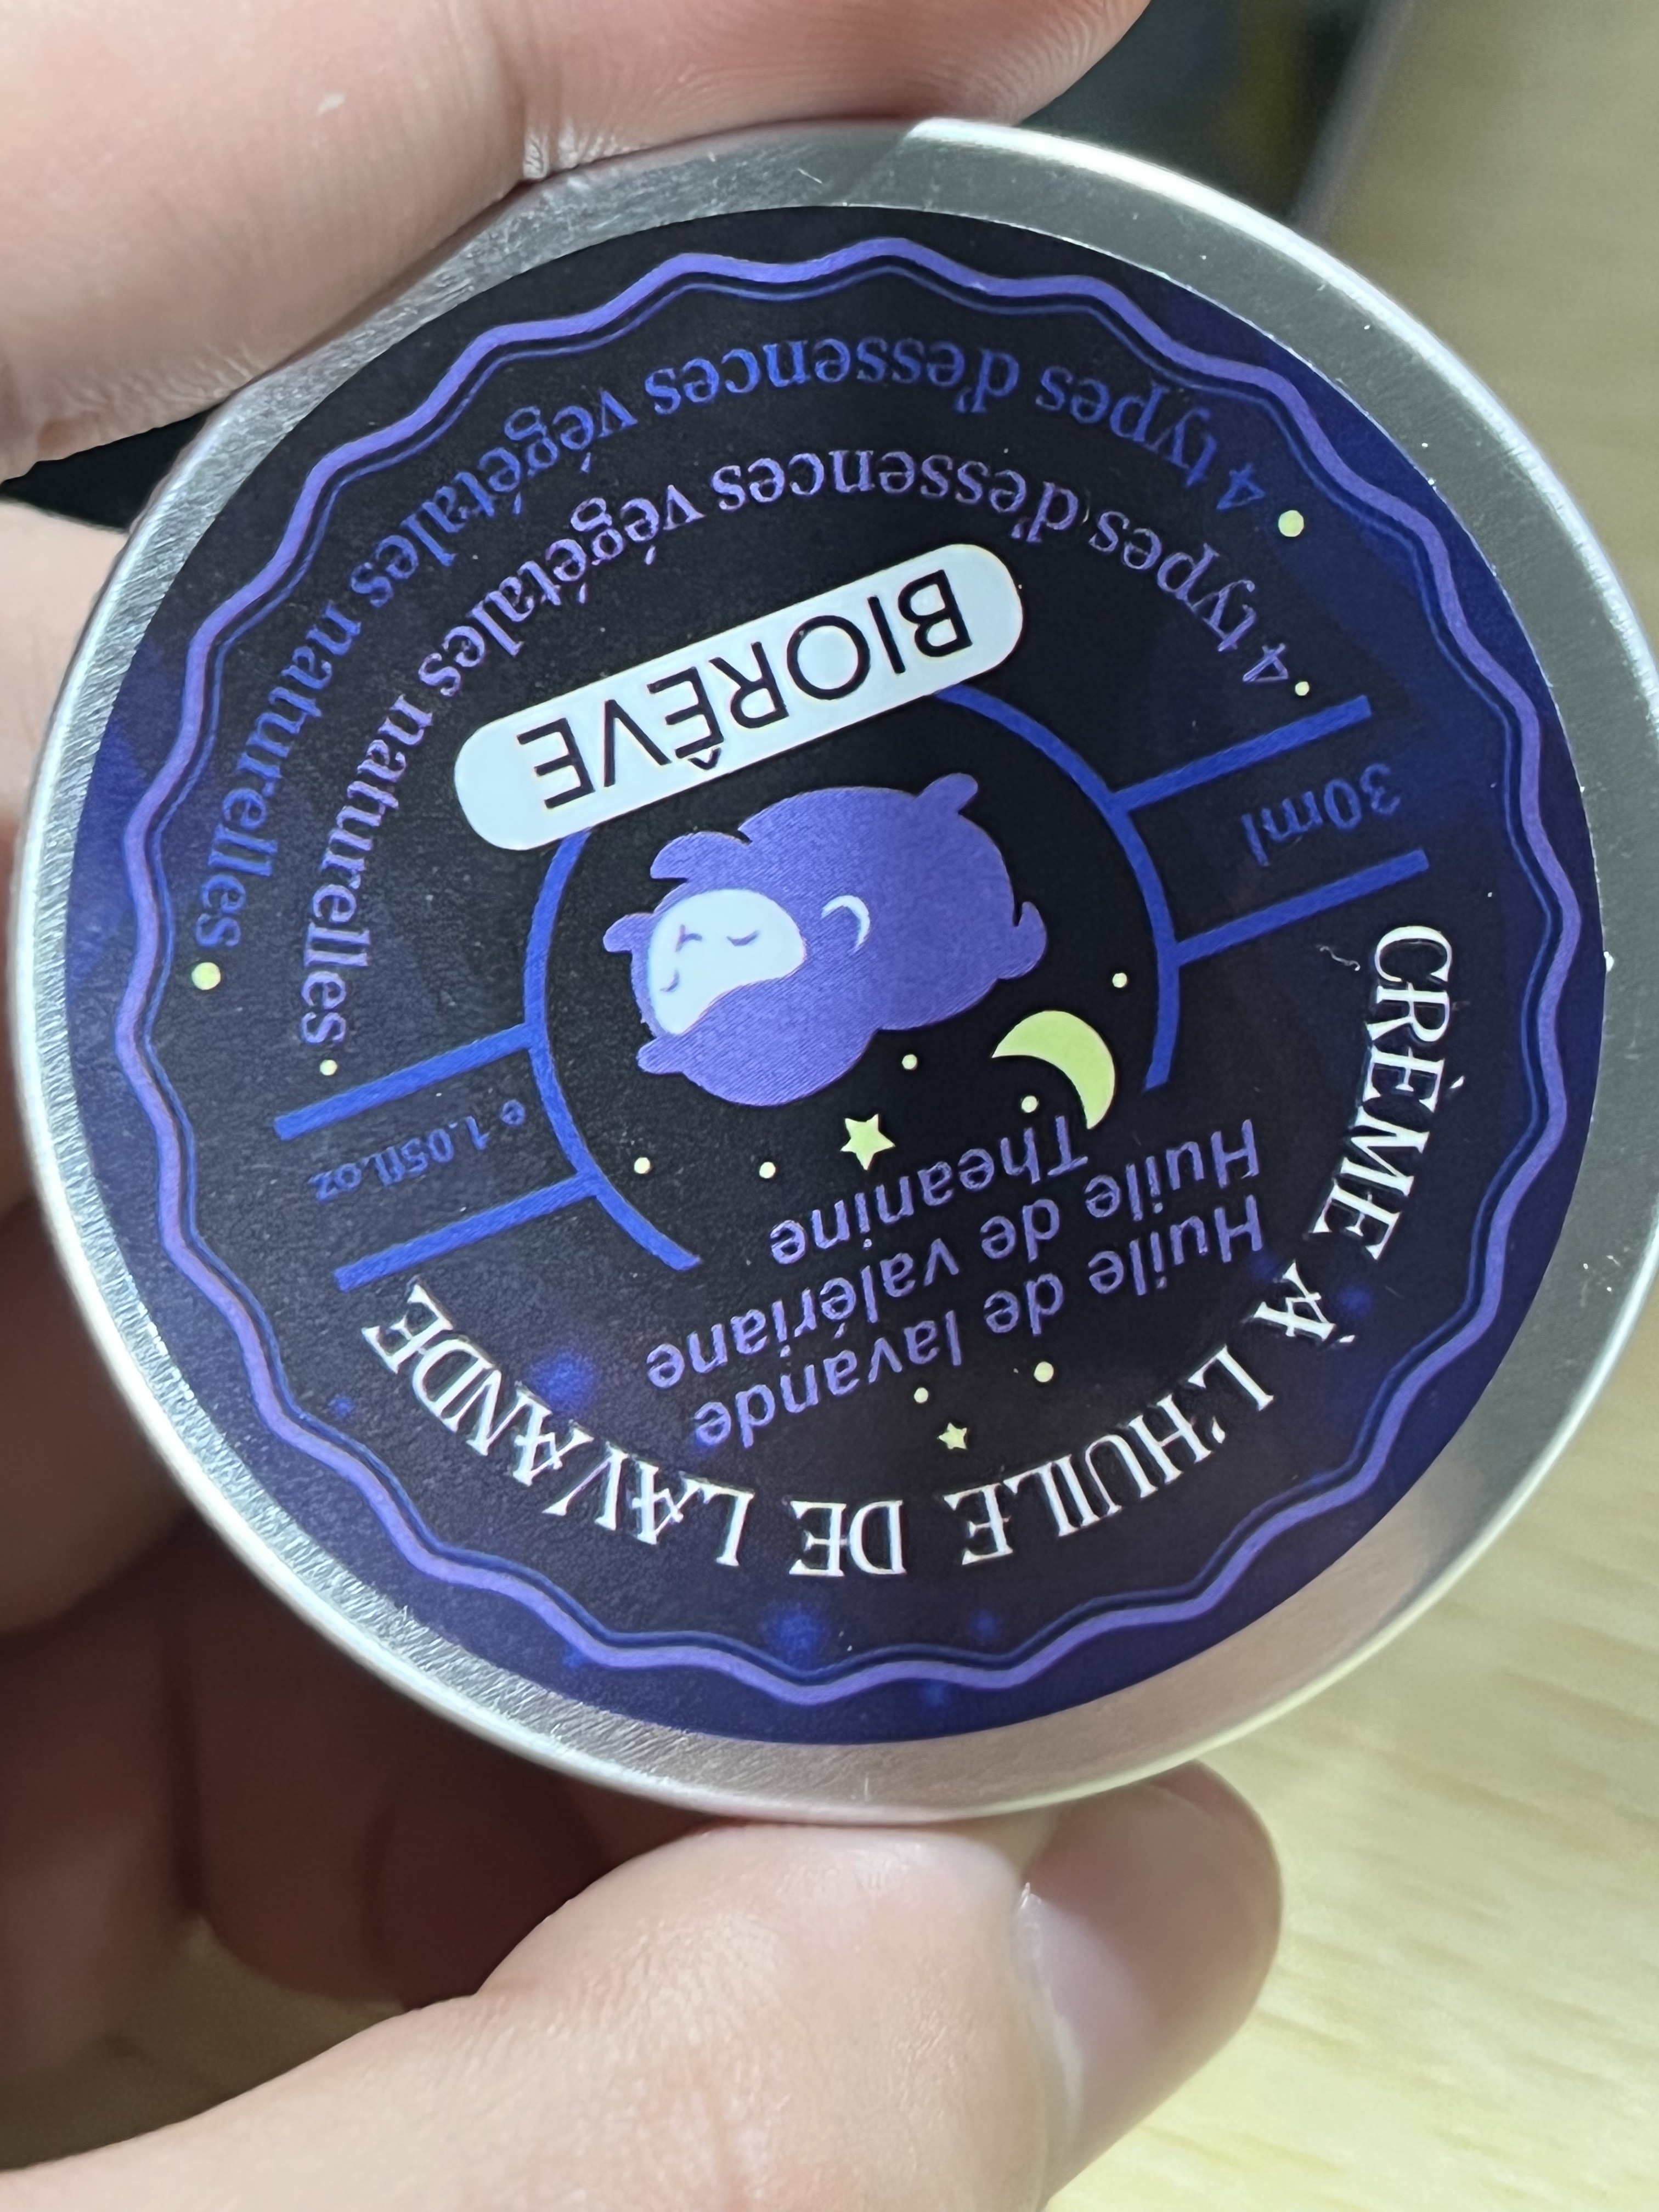 CRÈME À L'HUILE DE LAVANDE
Huile de lavande
Huile de valériane
Theanine
e 1.05fl.oz
30ml
BIORÊVE
4 types d'essences végétales naturelles
4 types d'essences végétales naturelles